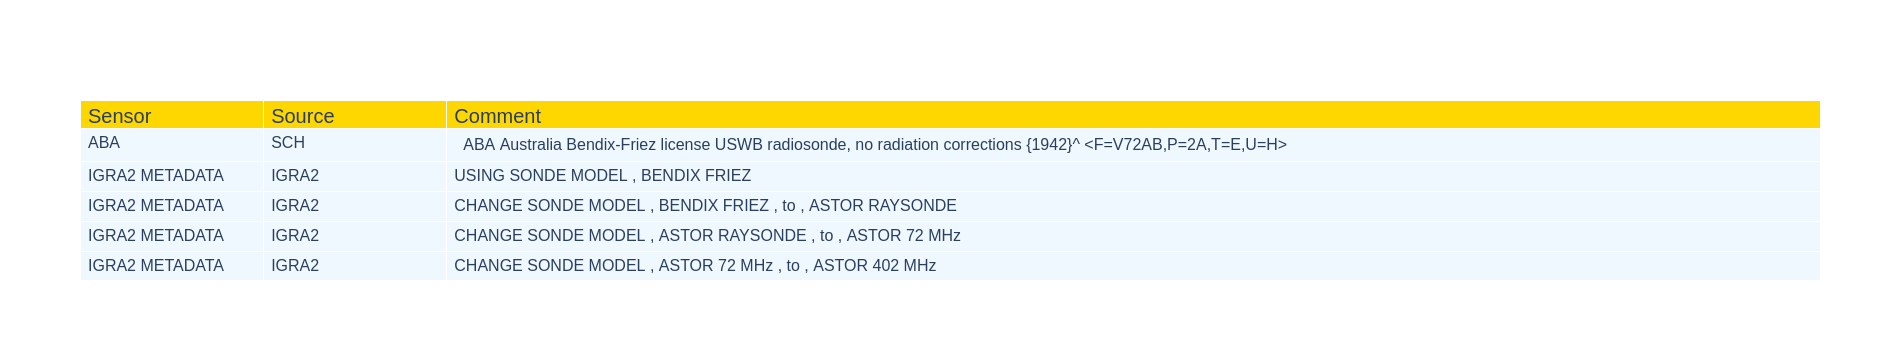 Sensor Source Comment
ABA SCH ABA Australia Bendix-Friez license USWB radiosonde, no radiation corrections {1942}^ <F=V72AB,P=2A,T=E,U=H>
IGRA2 METADATA IGRA2 USING SONDE MODEL , BENDIX FRIEZ
IGRA2 METADATA IGRA2 CHANGE SONDE MODEL , BENDIX FRIEZ , to , ASTOR RAYSONDE
IGRA2 METADATA IGRA2 CHANGE SONDE MODEL , ASTOR RAYSONDE , to , ASTOR 72 MHz
IGRA2 METADATA IGRA2 CHANGE SONDE MODEL , ASTOR 72 MHz , to , ASTOR 402 MHz